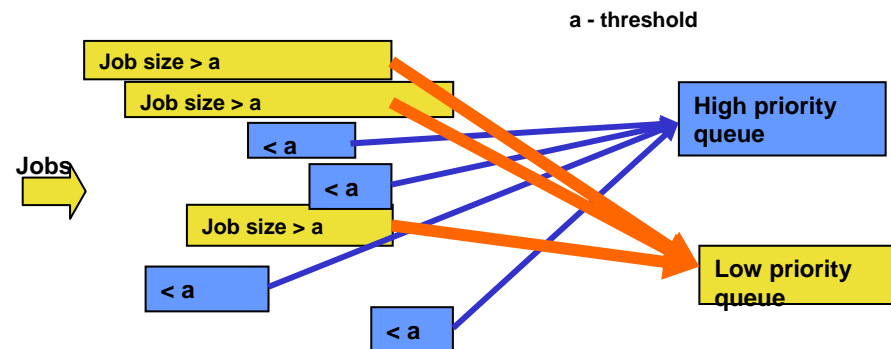 a - threshold
Job size > a
Job size > a
High priority
queue
< a
Jobs
< a
Job size > a
Low priority
queue
< a
< a